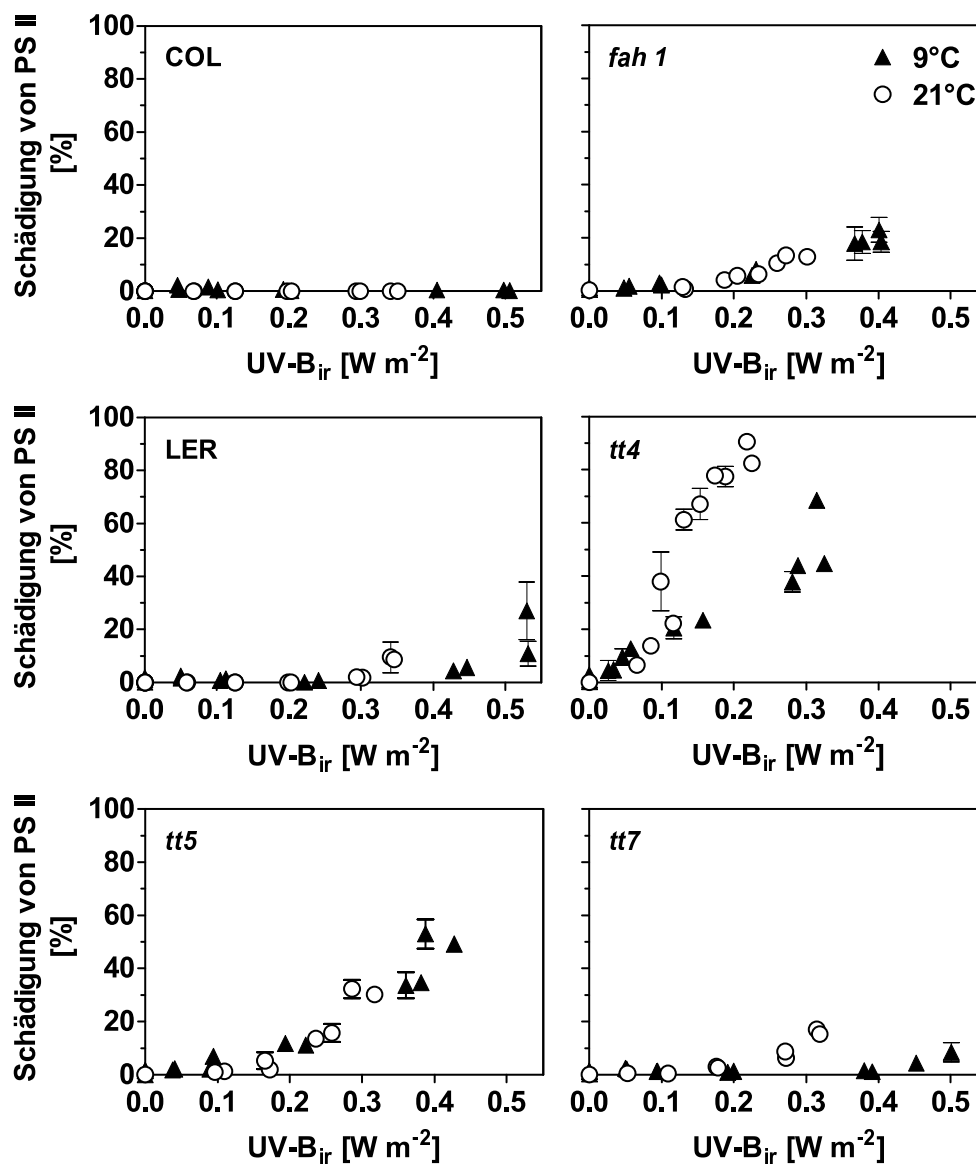 COL
Schädigung von PS II
[%]
100
80
60
40
20
0
0.0 0.1 0.2 0.3 0.4 0.5
UV-Bir [W m-2]
fah 1
9°C
21°C
0.0 0.1 0.2 0.3 0.4 0.5
UV-Bir [W m-2]
LER
Schädigung von PS II
[%]
100
80
60
40
20
0
0.0 0.1 0.2 0.3 0.4 0.5
UV-Bir [W m-2]
tt4
0.0 0.1 0.2 0.3 0.4 0.5
UV-Bir [W m-2]
tt5
Schädigung von PS II
[%]
100
80
60
40
20
0
0.0 0.1 0.2 0.3 0.4 0.5
UV-Bir [W m-2]
tt7
0.0 0.1 0.2 0.3 0.4 0.5
UV-Bir [W m-2]